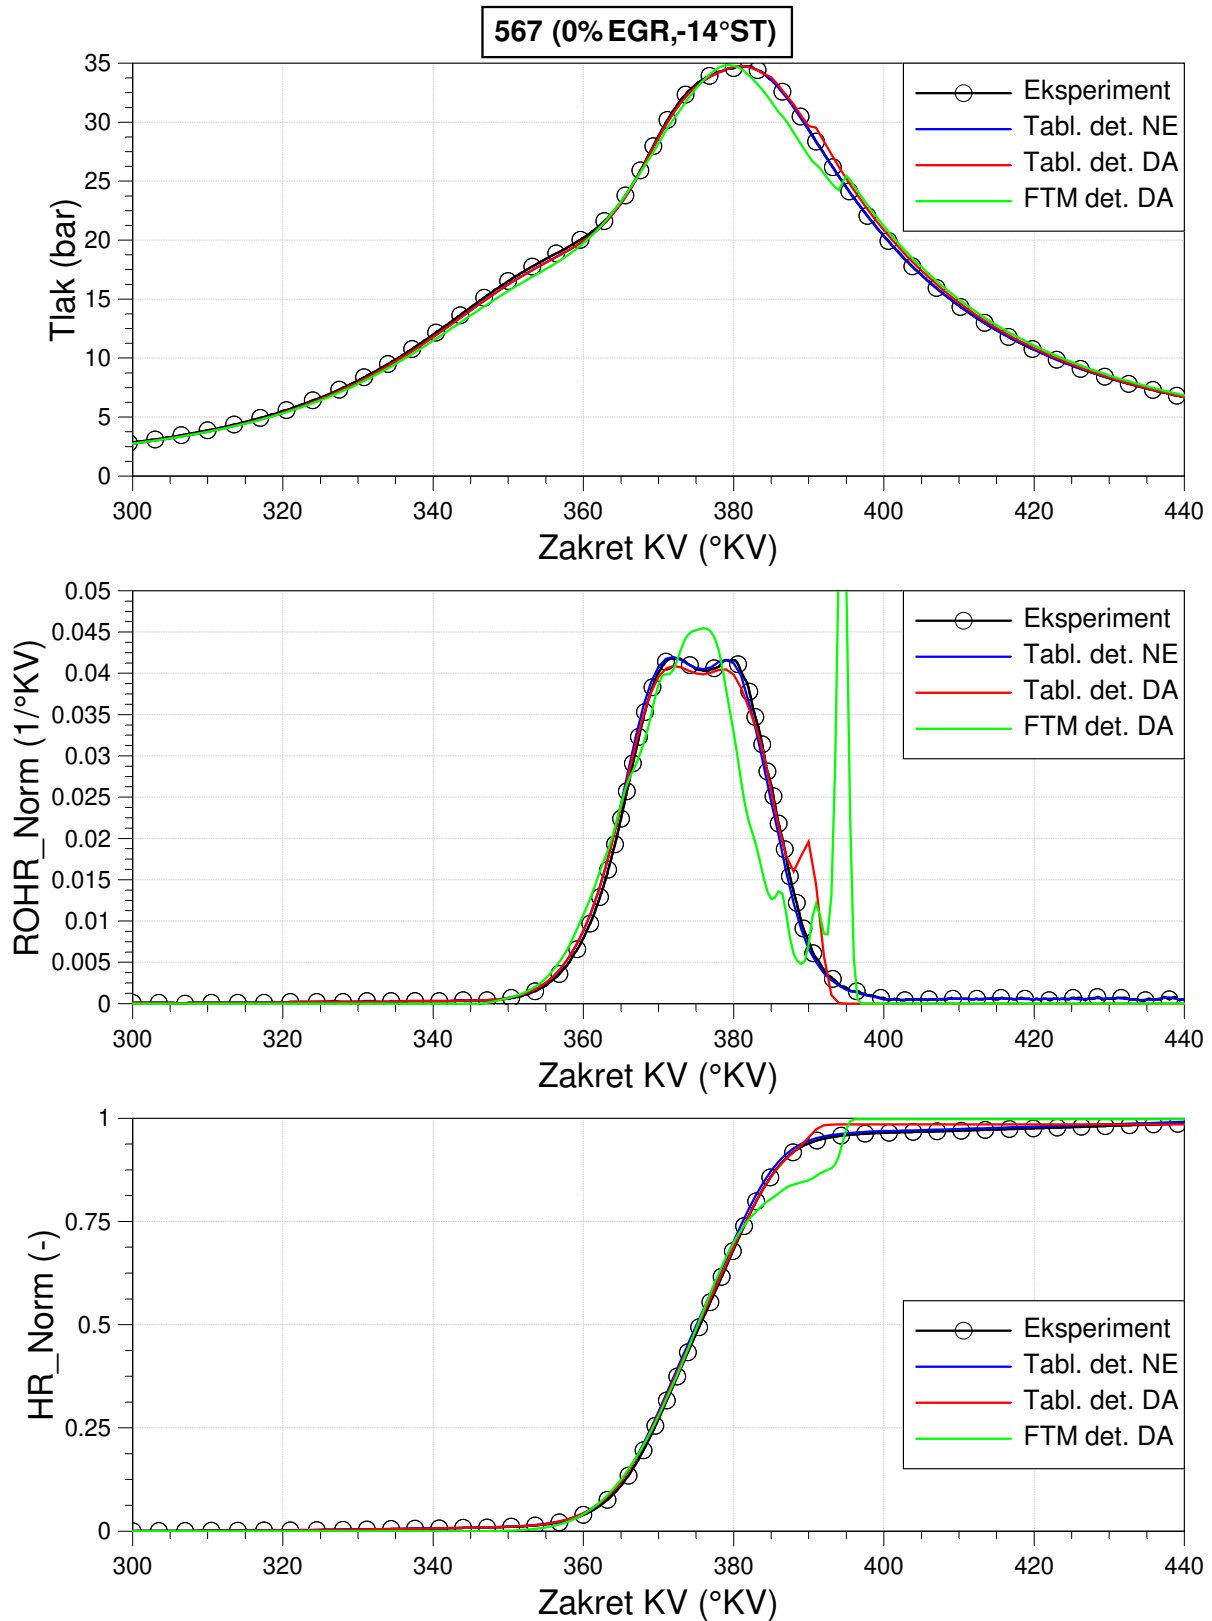 567 (0% EGR,-14°ST)
35
30
25
20
15
10
5
0
Tlak (bar)
Eksperiment
Tabl. det. NE
Tabl. det. DA
FTM det. DA
300 320 340 360 380 400 420 440
Zakret KV (°KV)
0.05
0.045
0.04
0.035
0.03
0.025
0.02
0.015
0.01
0.005
0
ROHR_Norm (1/°KV)
Eksperiment
Tabl. det. NE
Tabl. det. DA
FTM det. DA
300 320 340 360 380 400 420 440
Zakret KV (°KV)
1
0.75
0.5
0.25
0
HR_Norm (-)
Eksperiment
Tabl. det. NE
Tabl. det. DA
FTM det. DA
300 320 340 360 380 400 420 440
Zakret KV (°KV)